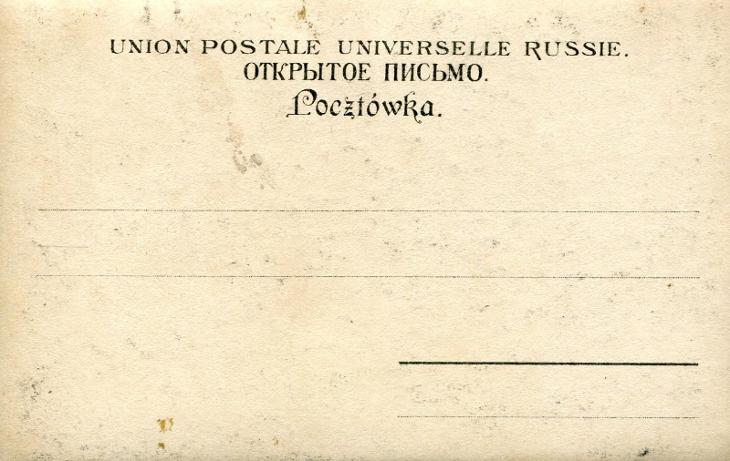 UNION POSTALE UNIVERSELLE RUSSIE.
ОТКРЫТОЕ ПИСЬМО.
Pocztówka.